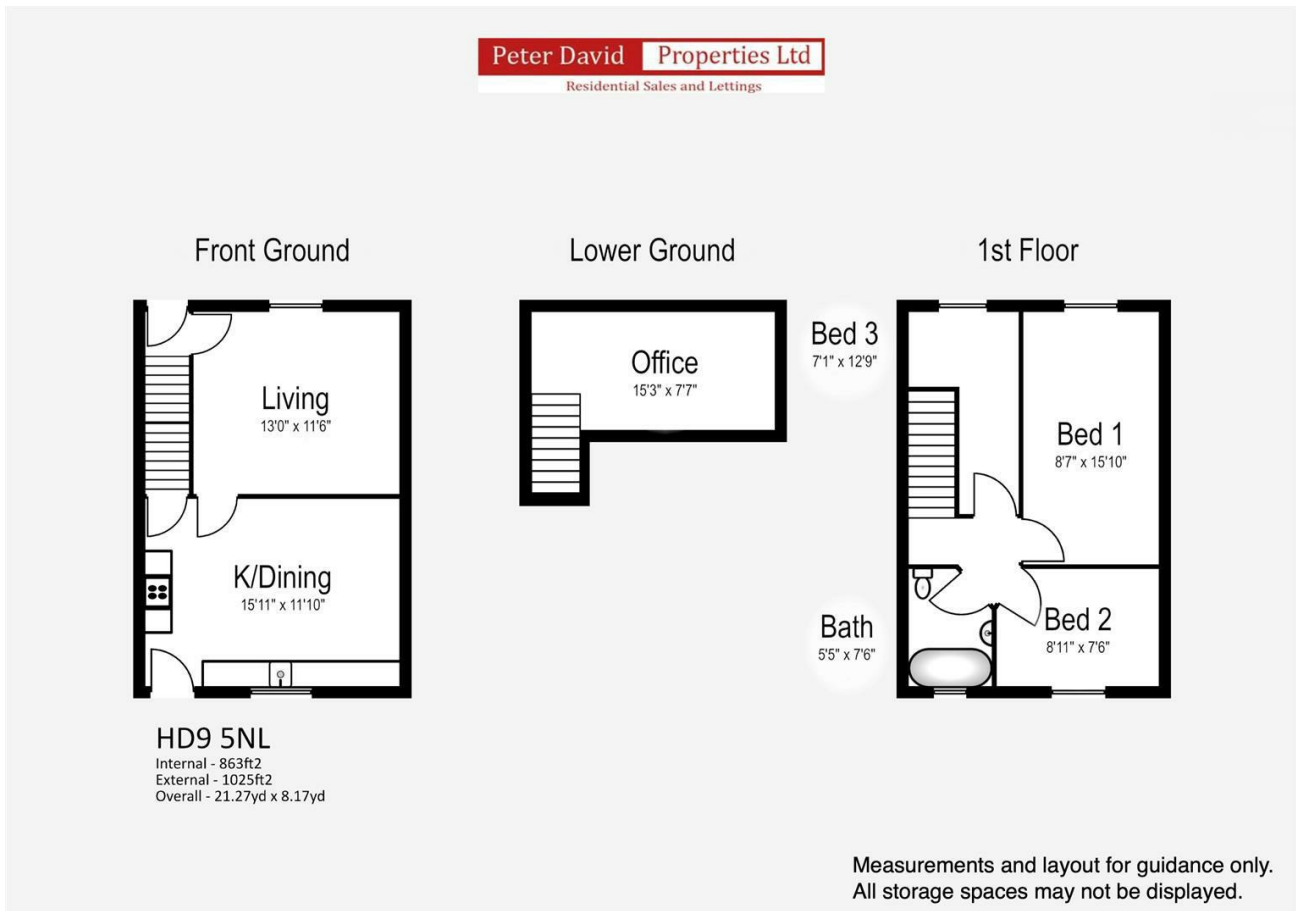 Peter David Properties Ltd
Residential Sales and Lettings
Front Ground
Lower Ground
1st Floor
Living
13'0" x 11'6"
K/Dining
15'11" x 11'10"
Office
15'3" x 7'7"
Bed 3
7'1" x 12'9"
Bed 1
8'7" x 15'10"
Bath
5'5" x 7'6"
Bed 2
8'11" x 7'6"
HD9 5NL
Internal - 863ft2
External - 1025ft2
Overall - 21.27yd x 8.17yd
Measurements and layout for guidance only.
All storage spaces may not be displayed.